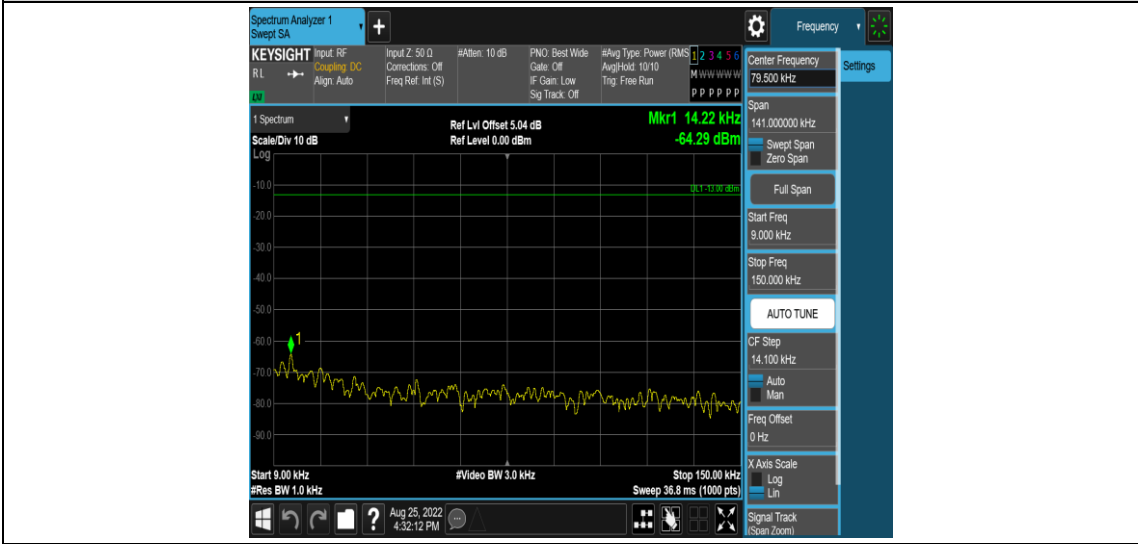 Spectrum Analyzer 1
Swept SA
+
Frequency
KEYSIGHT
RL
Input: RF
Coupling: DC
Align: Auto
Input Z: 50 Ω
Corrections: Off
Freq Ref: Int (S)
#Atten: 10 dB
PNO: Best Wide
Gate: Off
IF Gain: Low
Sig Track: Off
#Avg Type: Power (RMS
Avg|Hold: 10/10
Trig: Free Run
1 2 3 4 5 6
M W W W W W
P P P P P P
1 Spectrum
Scale/Div 10 dB
Log
Ref Lvl Offset 5.04 dB
Ref Level 0.00 dBm
Mkr1 14.22 kHz
-64.29 dBm
DL1 -13.00 dBm
-10.0
-20.0
-30.0
-40.0
-50.0
-60.0
1
-70.0
-80.0
-90.0
Start 9.00 kHz
#Res BW 1.0 kHz
#Video BW 3.0 kHz
Stop 150.00 kHz
Sweep 36.8 ms (1000 pts)
?
Aug 25, 2022
4:32:12 PM
Center Frequency
79.500 kHz
Settings
Span
141.000000 kHz
Swept Span
Zero Span
Full Span
Start Freq
9.000 kHz
Stop Freq
150.000 kHz
AUTO TUNE
CF Step
14.100 kHz
Auto
Man
Freq Offset
0 Hz
X Axis Scale
Log
Lin
Signal Track
(Span Zoom)